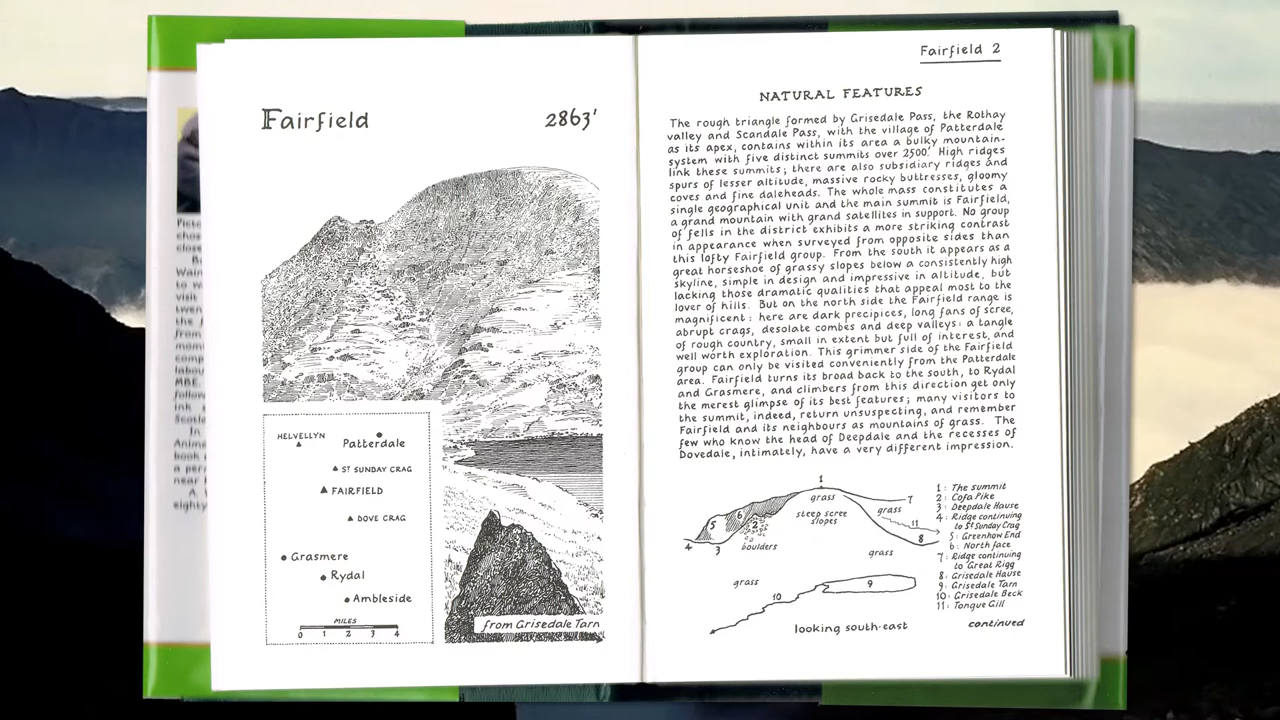 Fairfield
2863'
HELVELLYN
Patterdale
ST SUNDAY CRAG
FAIRFIELD
DOVE CRAG
Grasmere
Rydal
Ambleside
MILES
0 1 2 3 4
from Grisedale Tarn
Fairfield 2
NATURAL FEATURES
The rough triangle formed by Grisedale Pass, the Rothay
valley and Scandale Pass, with the village of Patterdale
as its apex, contains within its area a bulky mountain-
system with five distinct summits over 2500.' High ridges
link these summits; there are also subsidiary ridges and
spurs of lesser altitude, massive rocky buttresses, gloomy
coves and fine daleheads. The whole mass constitutes a
single geographical unit and the main summit is Fairfield,
a grand mountain with grand satellites in support. No group
of fells in the district exhibits a more striking contrast
in appearance when surveyed from opposite sides than
this lofty Fairfield group. From the south it appears as a
great horseshoe of grassy slopes below a consistently high
skyline, simple in design and impressive in altitude, but
lacking those dramatic qualities that appeal most to the
lover of hills. But on the north side the Fairfield range is
magnificent: here are dark precipices, long fans of scree,
abrupt crags, desolate combes and deep valleys: a tangle
of rough country, small in extent but full of interest, and
well worth exploration. This grimmer side of the Fairfield
group can only be visited conveniently from the Patterdale
area. Fairfield turns its broad back to the south, to Rydal
and Grasmere, and climbers from this direction get only
the merest glimpse of its best features; many visitors to
the summit, indeed, return unsuspecting, and remember
Fairfield and its neighbours as mountains of grass. The
few who know the head of Deepdale and the recesses of
Dovedale, intimately, have a very different impression.
1
grass
7
steep scree
slopes
grass
11
5
6
2
4
3
boulders
8
grass
grass
9
10
looking south-east
1: The summit
2: Cofa Pike
3: Deepdale Hause
4: Ridge continuing
to St Sunday Crag
5: Greenhow End
6: North face
7: Ridge continuing
to Great Rigg
8: Grisedale Hause
9: Grisedale Tarn
10: Grisedale Beck
11: Tongue Gill
continued